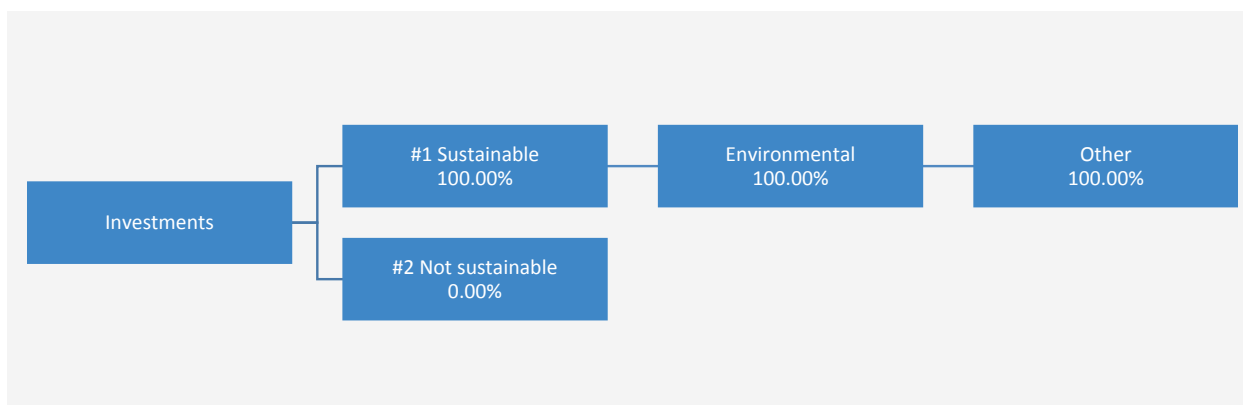 Investments
#1 Sustainable
100.00%
Environmental
100.00%
Other
100.00%
#2 Not sustainable
0.00%